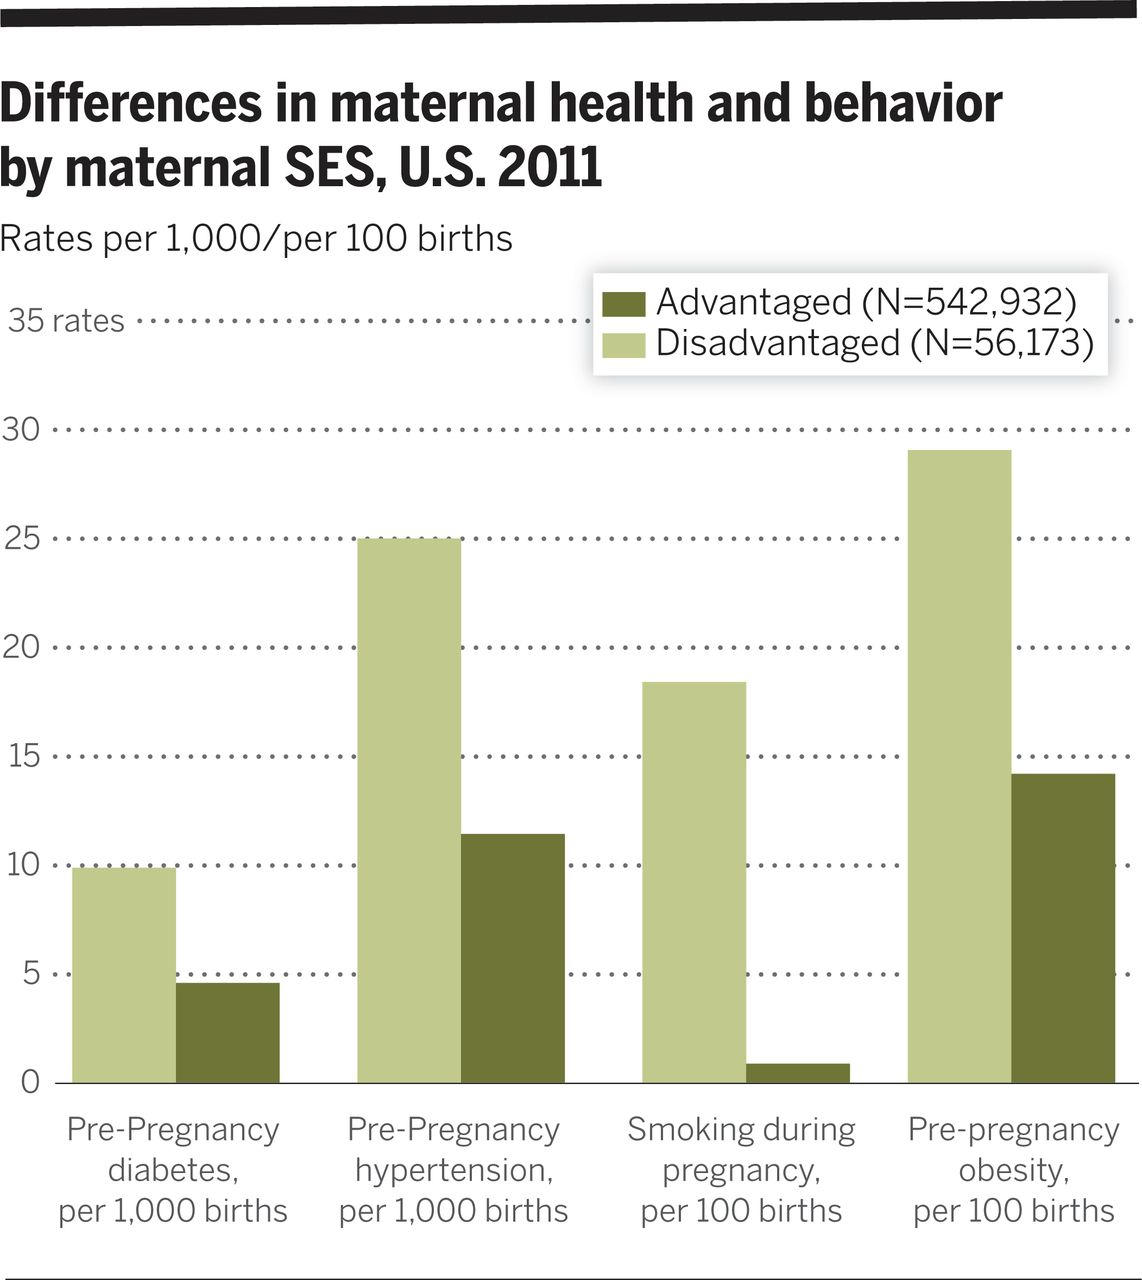 Differences in maternal health and behavior
by maternal SES, U.S. 2011
Rates per 1,000/per 100 births
Advantaged (N=542,932)
Disadvantaged (N=56,173)
35 rates
30
25
20
15
10
5
0
Pre-Pregnancy
diabetes,
per 1,000 births
Pre-Pregnancy
hypertension,
per 1,000 births
Smoking during
pregnancy,
per 100 births
Pre-pregnancy
obesity,
per 100 births